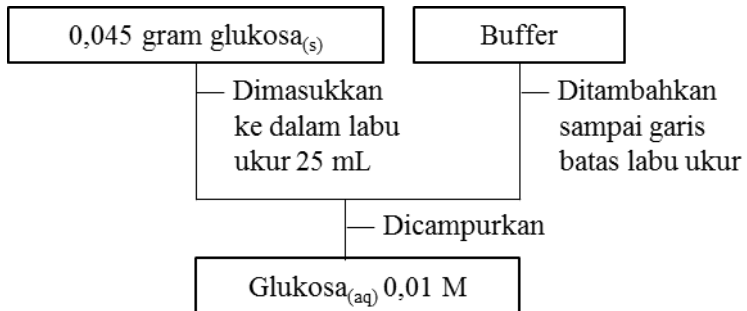 0,045 gram glukosa(s)
Buffer
Dimasukkan
ke dalam labu
ukur 25 mL
Ditambahkan
sampai garis
batas labu ukur
Dicampurkan
Glukosa(aq) 0,01 M